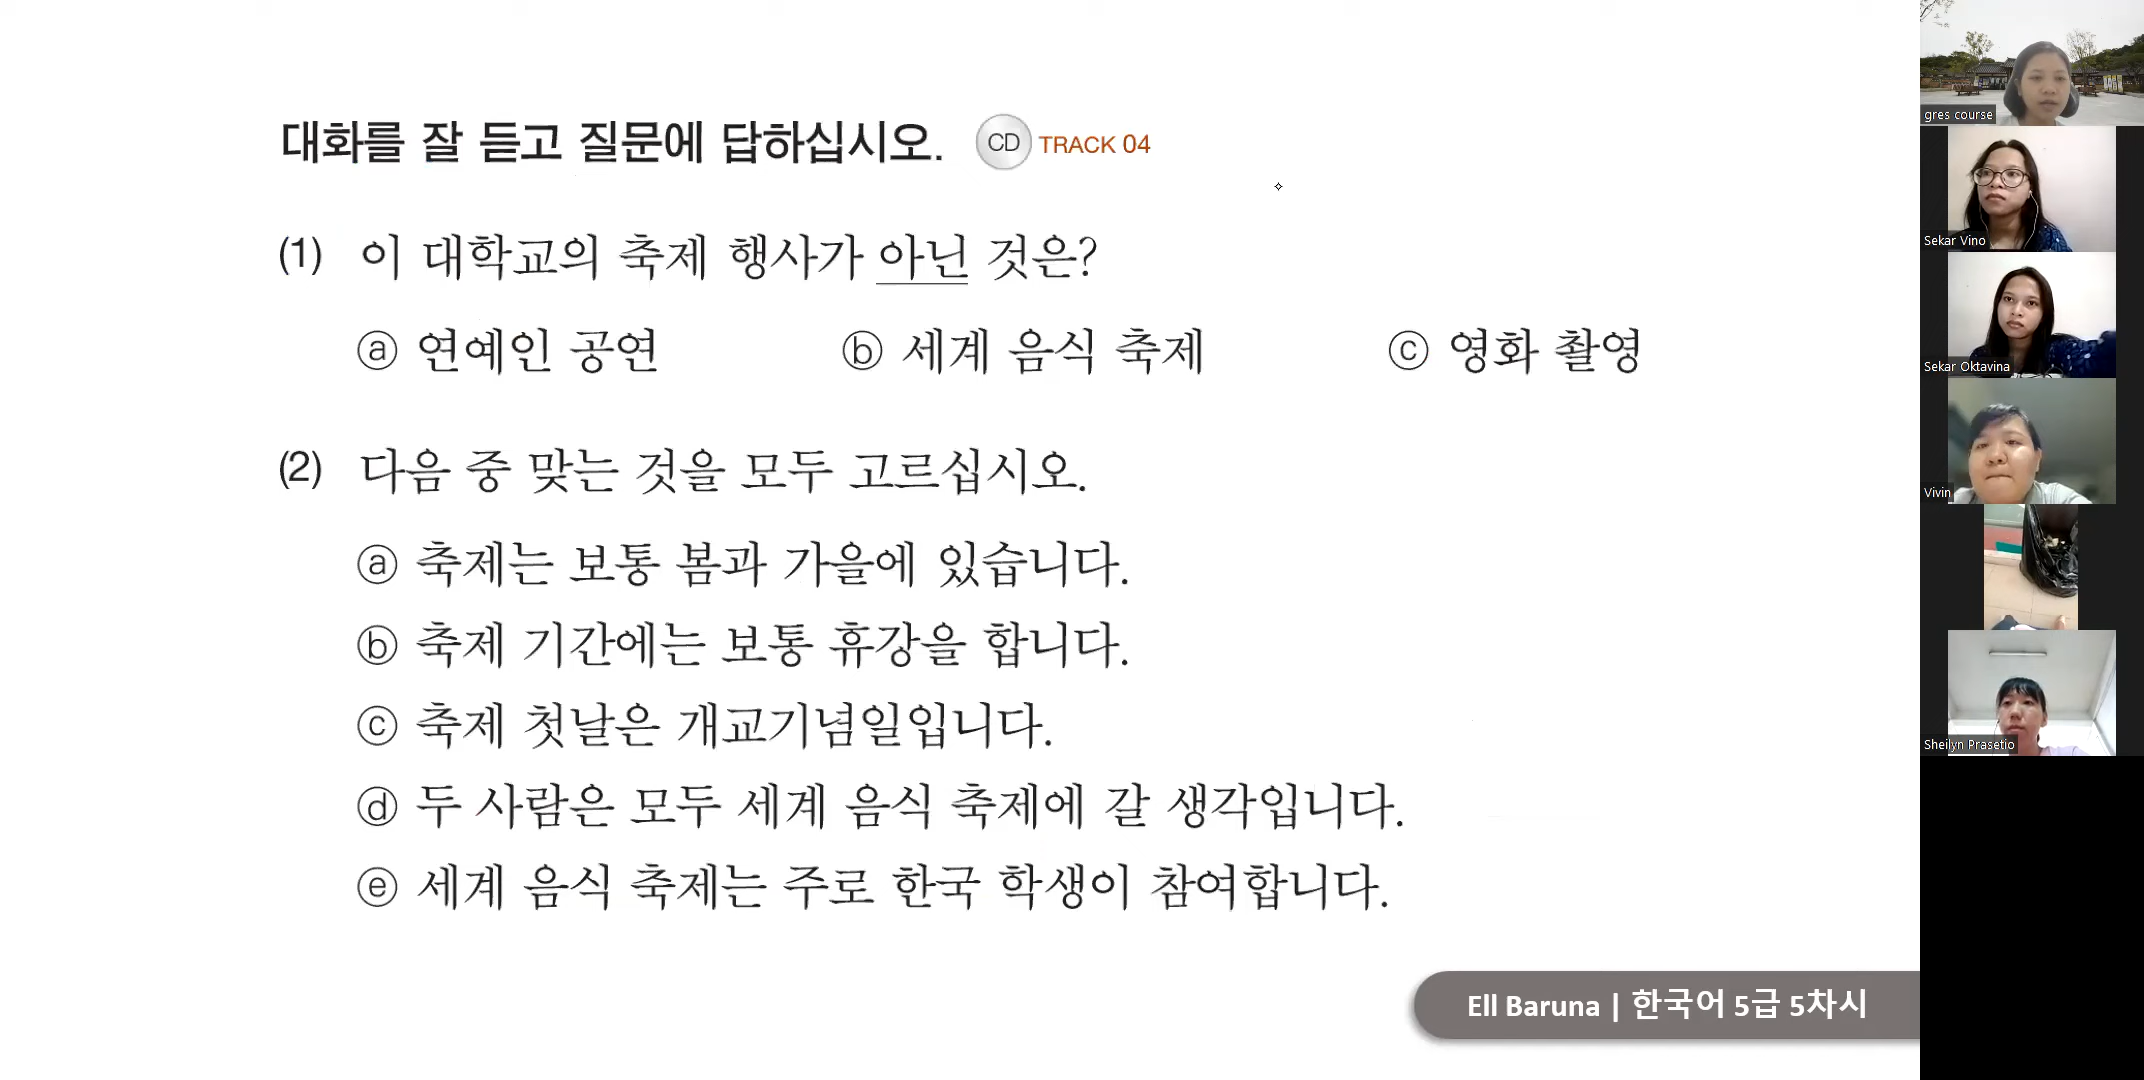 대화를 잘 듣고 질문에 답하십시오. CD TRACK 04
(1) 이 대학교의 축제 행사가 아닌 것은?
ⓐ 연예인 공연 ⓑ 세계 음식 축제 ⓒ 영화 촬영
(2) 다음 중 맞는 것을 모두 고르십시오.
ⓐ 축제는 보통 봄과 가을에 있습니다.
ⓑ 축제 기간에는 보통 휴강을 합니다.
ⓒ 축제 첫날은 개교기념일입니다.
ⓓ 두 사람은 모두 세계 음식 축제에 갈 생각입니다.
ⓔ 세계 음식 축제는 주로 한국 학생이 참여합니다.
Ell Baruna | 한국어 5급 5차시
gres course
Sekar Vino
Sekar Oktavina
Vivin
Sheilyn Prasetio